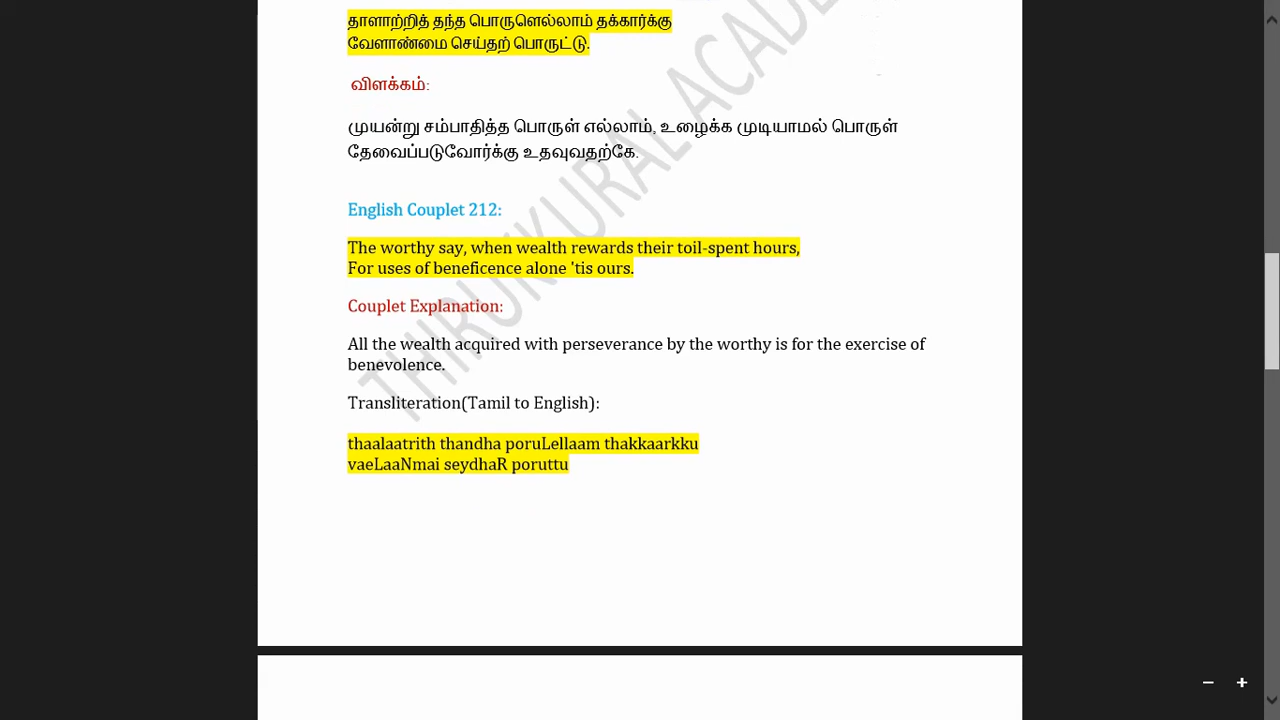 தாளாற்றித் தந்த பொருளெல்லாம் தக்கார்க்கு
வேளாண்மை செய்தற் பொருட்டு.
விளக்கம்:
முயன்று சம்பாதித்த பொருள் எல்லாம், உழைக்க முடியாமல் பொருள்
தேவைப்படுவோர்க்கு உதவுவதற்கே.
English Couplet 212:
The worthy say, when wealth rewards their toil-spent hours,
For uses of beneficence alone 'tis ours.
Couplet Explanation:
All the wealth acquired with perseverance by the worthy is for the exercise of
benevolence.
Transliteration(Tamil to English):
thaalaatrith thandha poruLellaam thakkaarkku
vaeLaaNmai seydhaR poruttu
THIRUKURAL